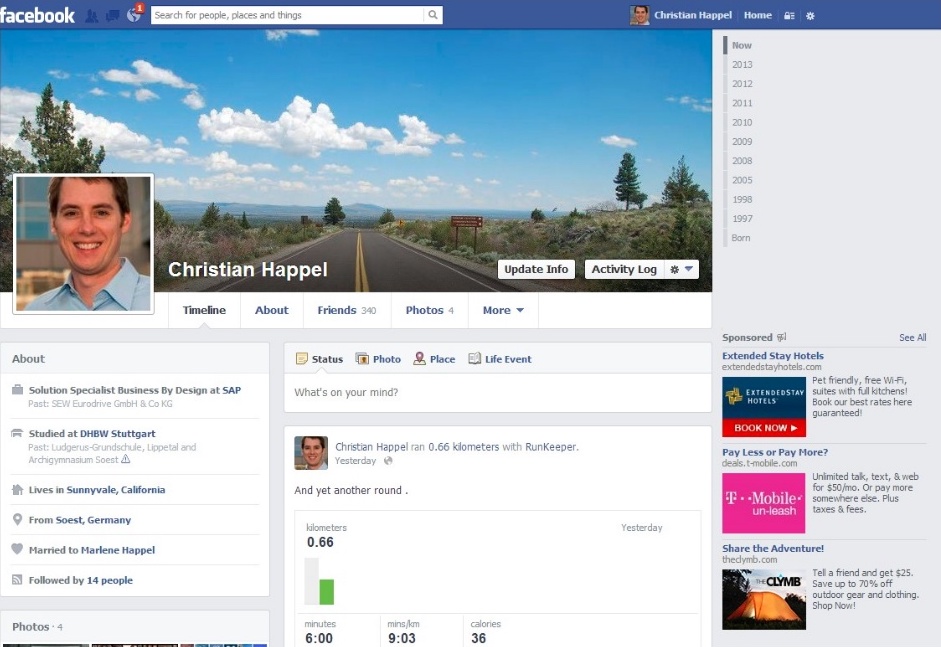 facebook
1
Search for people, places and things
Christian Happel
Home
Now
2013
2012
2011
2010
2009
2008
2005
1998
1997
Born
Christian Happel
Update Info
Activity Log
Timeline
About
Friends 340
Photos 4
More
About
Solution Specialist Business By Design at SAP
Past: SEW Eurodrive GmbH & Co KG
Studied at DHBW Stuttgart
Past: Ludgerus-Grundschule, Lippetal and
Archigymnasium Soest
Lives in Sunnyvale, California
From Soest, Germany
Married to Marlene Happel
Followed by 14 people
Photos · 4
Status
Photo
Place
Life Event
What's on your mind?
Christian Happel ran 0.66 kilometers with RunKeeper.
Yesterday
And yet another round .
kilometers
Yesterday
0.66
minutes
mins/km
calories
6:00
9:03
36
Sponsored
See All
Extended Stay Hotels
extendedstayhotels.com
EXTENDEDSTAY
HOTELS
BOOK NOW
Pet friendly, free Wi-Fi,
suites with full kitchens!
Book our best rates here
guaranteed!
Pay Less or Pay More?
deals.t-mobile.com
T··Mobile·
un-leash
Unlimited talk, text, & web
for $50/mo. Or pay more
somewhere else. Plus
taxes & fees.
Share the Adventure!
theclymb.com
THE CLYMB
Tell a friend and get $25.
Save up to 70% off
outdoor gear and clothing.
Shop Now!